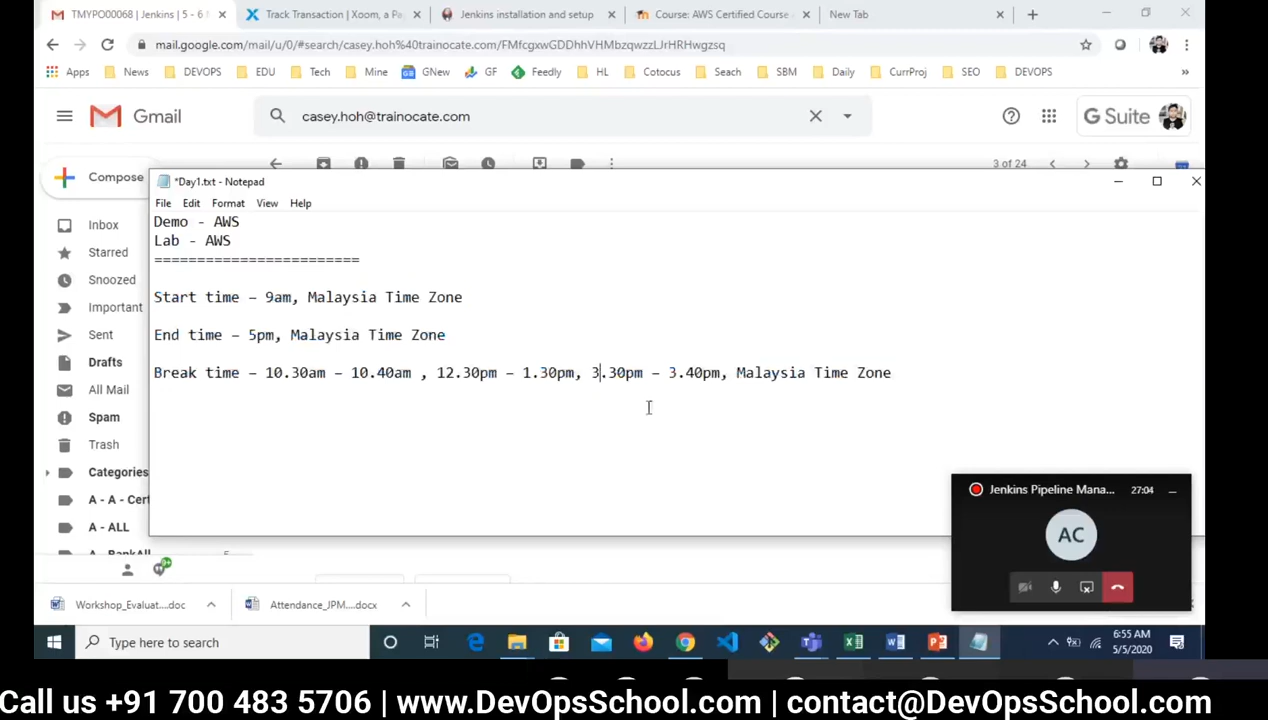 TMYPO00068 | Jenkins | 5 - 6 M
Track Transaction | Xoom, a Pa
Jenkins installation and setup
Course: AWS Certified Course
New Tab
mail.google.com/mail/u/0/#search/casey.hoh%40trainocate.com/FMfcgxwGDDhhVHMbzqwzzLJrHRHwgzsq
Apps News DEVOPS EDU Tech Mine GNew GF Feedly HL Cotocus Seach SBM Daily CurrProj SEO DEVOPS »
Gmail
casey.hoh@trainocate.com
G Suite
3 of 24
Compose
*Day1.txt - Notepad
File Edit Format View Help
Demo - AWS
Lab - AWS
========================
Start time – 9am, Malaysia Time Zone
End time – 5pm, Malaysia Time Zone
Break time – 10.30am – 10.40am , 12.30pm – 1.30pm, 3.30pm – 3.40pm, Malaysia Time Zone
Inbox
Starred
Snoozed
Important
Sent
Drafts
All Mail
Spam
Trash
Categories
A - A - Cert
A - ALL
A - BankAll
Jenkins Pipeline Mana... 27:04
AC
Workshop_Evaluat....doc
Attendance_JPM....docx
Type here to search
6:55 AM
5/5/2020
Call us +91 700 483 5706 | www.DevOpsSchool.com | contact@DevOpsSchool.com